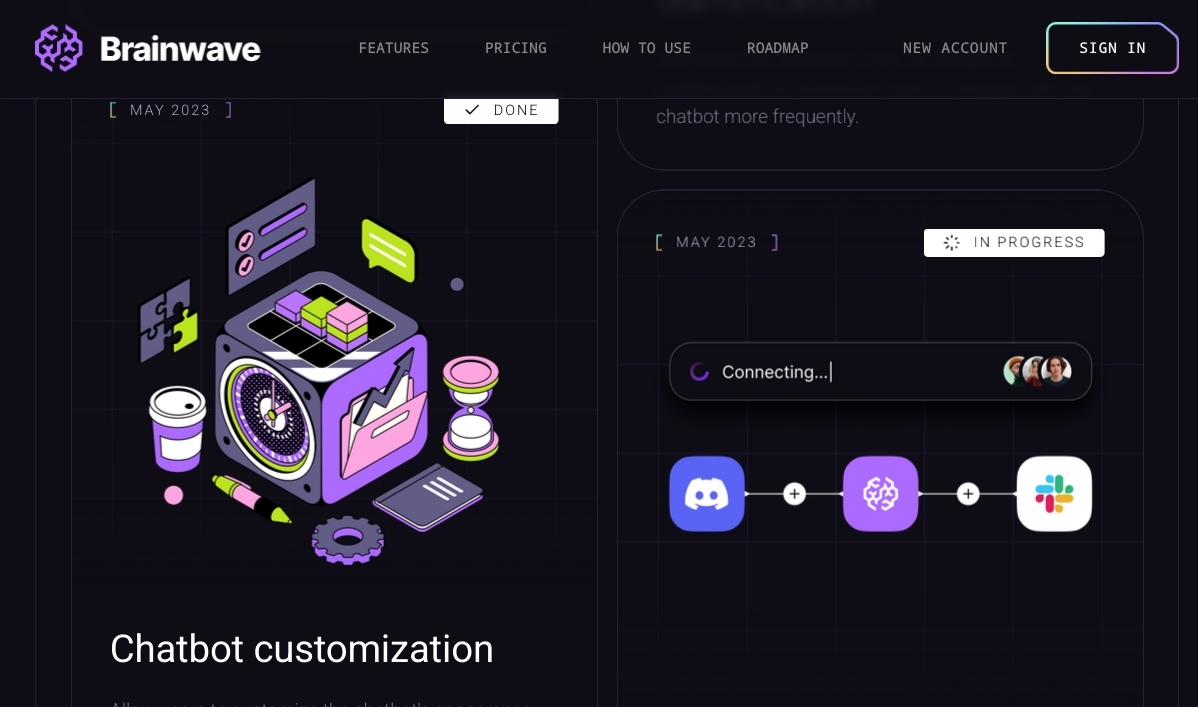 Brainwave
FEATURES
PRICING
HOW TO USE
ROADMAP
NEW ACCOUNT
SIGN IN
[ MAY 2023 ]
DONE
Chatbot customization
chatbot more frequently.
[ MAY 2023 ]
IN PROGRESS
Connecting...